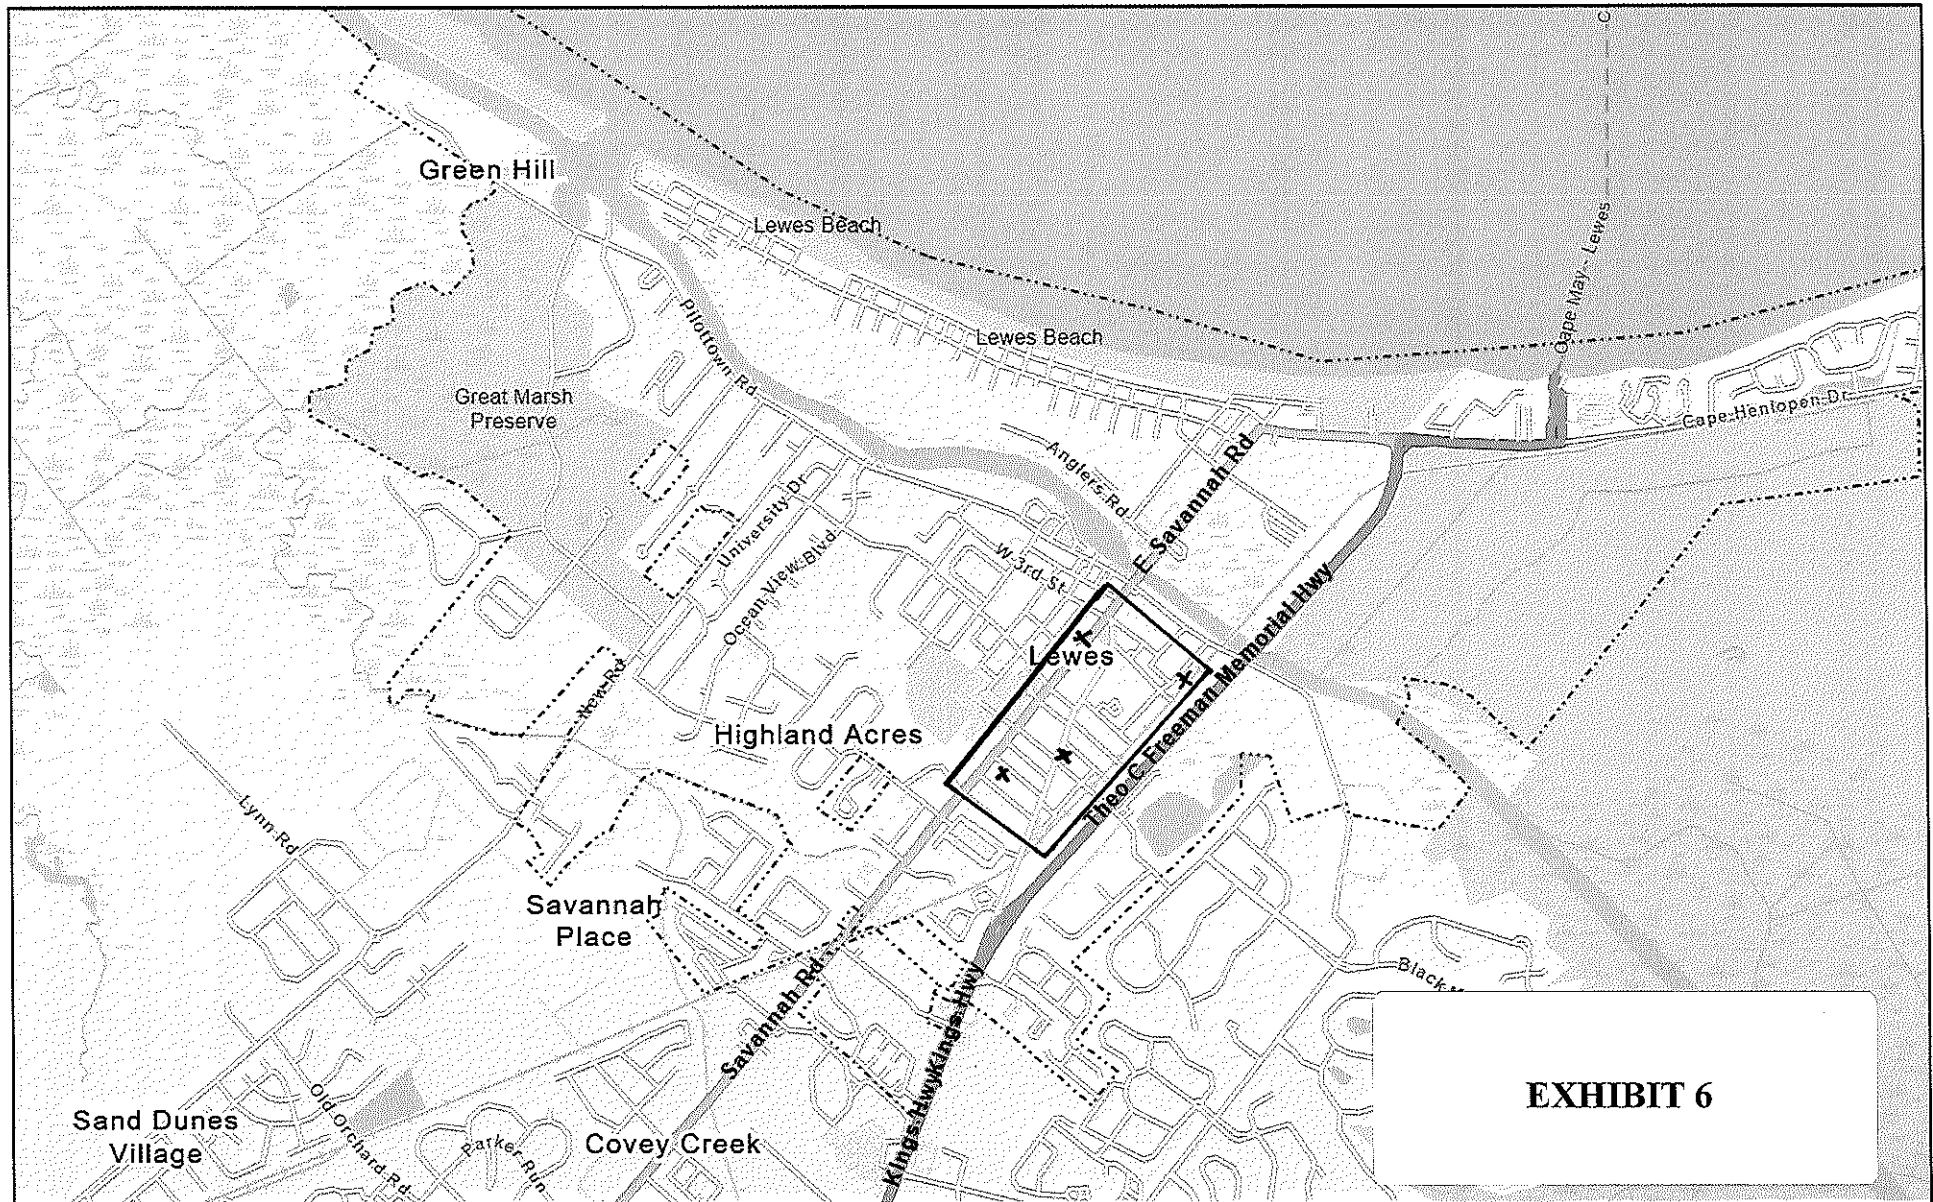 Green Hill
Lewes Beach
Cape May - Lewes
Lewes Beach
Pilottown Rd
Great Marsh
Preserve
Cape Henlopen Dr
Anglers Rd
E Savannah Rd
University Dr
Ocean View Blvd
W 3rd St
Lewes
New Rd
Theo C Freeman Memorial Hwy
Highland Acres
Lynn Rd
Savannah
Place
Savannah Rd
Kings Hwy
Kings Hwy
Black
Old Orchard Rd
Sand Dunes
Village
Parker Run
Covey Creek
EXHIBIT 6